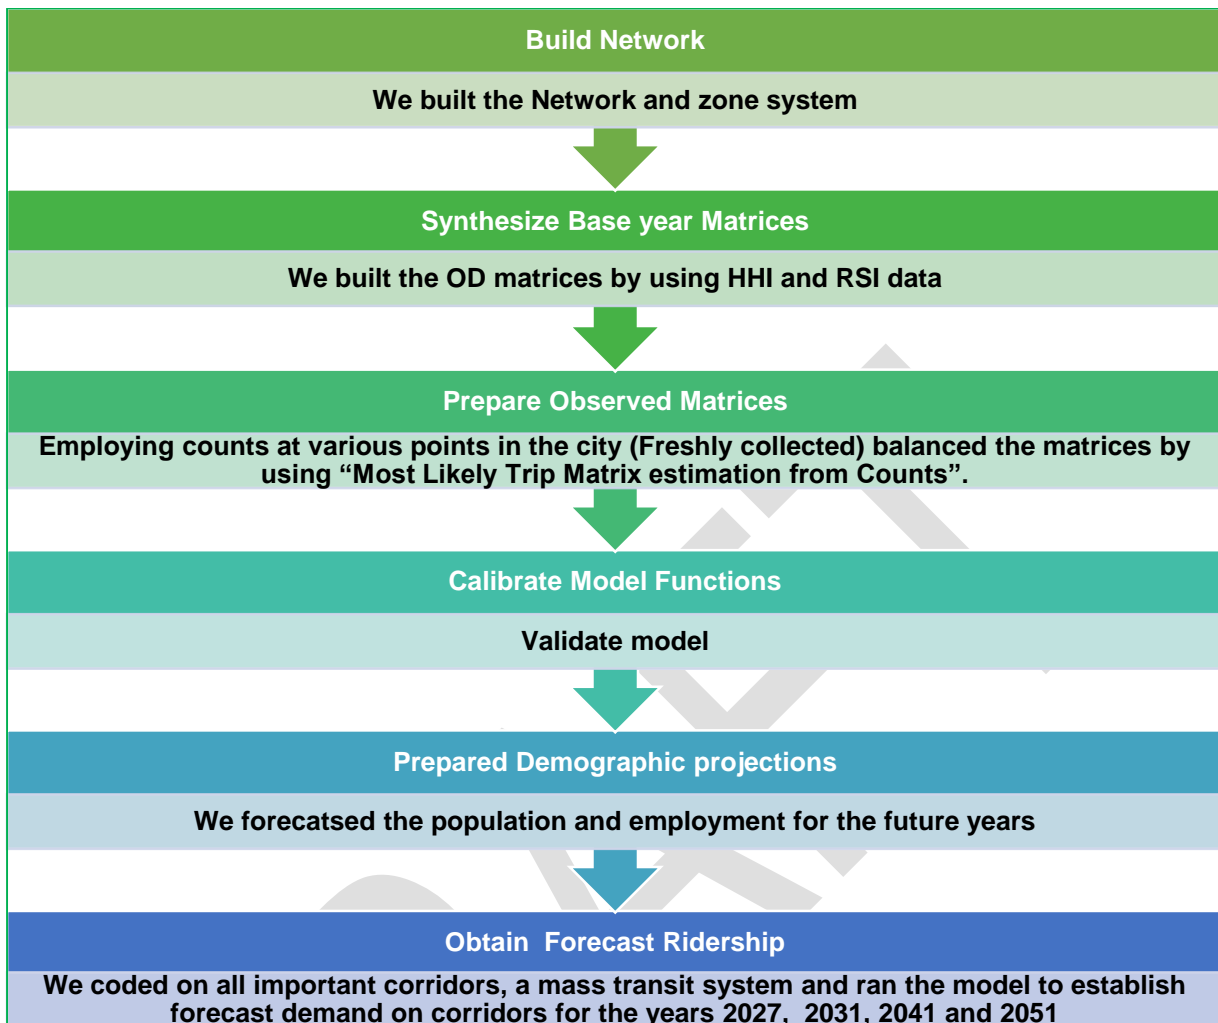 Build Network
We built the Network and zone system
Synthesize Base year Matrices
We built the OD matrices by using HHI and RSI data
Prepare Observed Matrices
Employing counts at various points in the city (Freshly collected) balanced the matrices by
using “Most Likely Trip Matrix estimation from Counts”.
Calibrate Model Functions
Validate model
Prepared Demographic projections
We forecatsed the population and employment for the future years
Obtain  Forecast Ridership
We coded on all important corridors, a mass transit system and ran the model to establish
forecast demand on corridors for the years 2027,  2031, 2041 and 2051